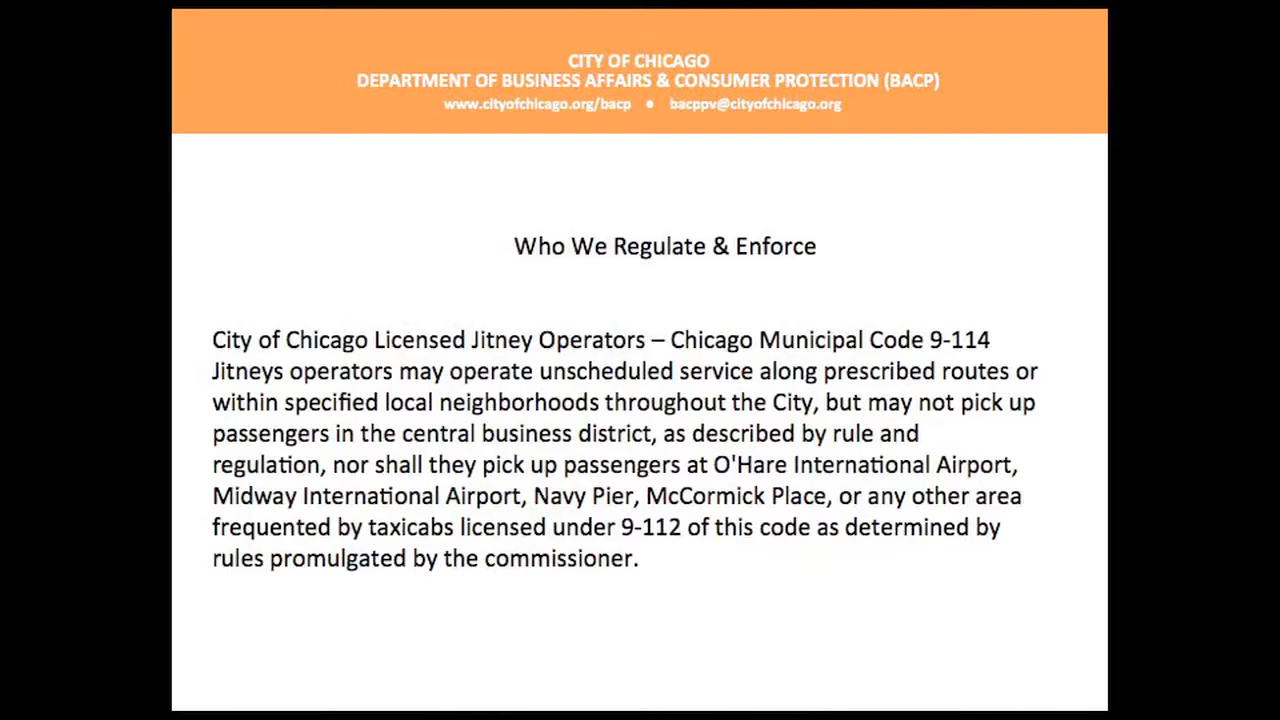 CITY OF CHICAGO
DEPARTMENT OF BUSINESS AFFAIRS & CONSUMER PROTECTION (BACP)
www.cityofchicago.org/bacp • bacppv@cityofchicago.org
Who We Regulate & Enforce
City of Chicago Licensed Jitney Operators – Chicago Municipal Code 9-114
Jitneys operators may operate unscheduled service along prescribed routes or
within specified local neighborhoods throughout the City, but may not pick up
passengers in the central business district, as described by rule and
regulation, nor shall they pick up passengers at O'Hare International Airport,
Midway International Airport, Navy Pier, McCormick Place, or any other area
frequented by taxicabs licensed under 9-112 of this code as determined by
rules promulgated by the commissioner.